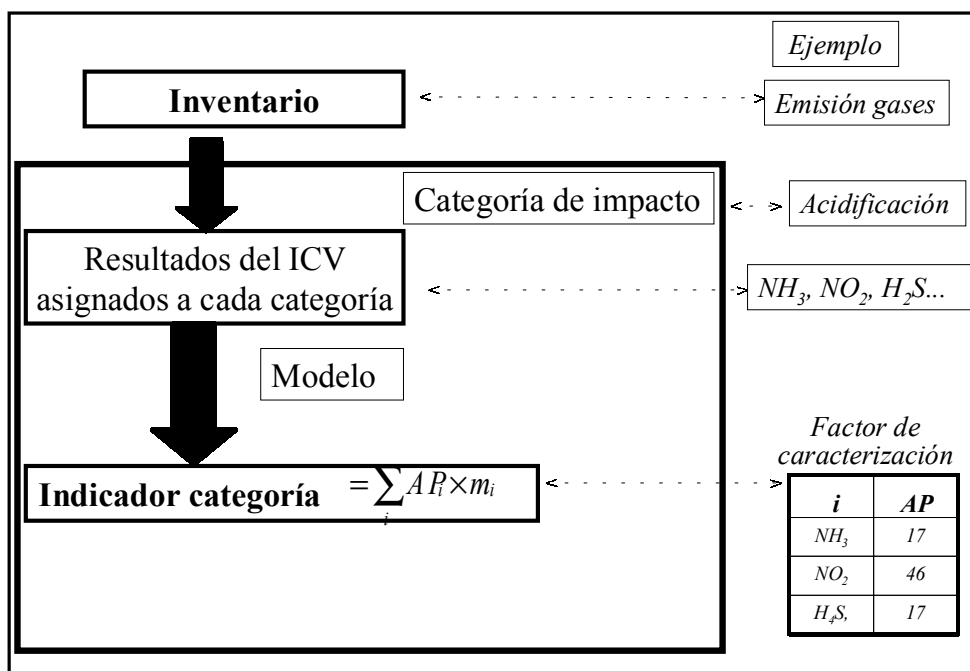 Ejemplo
Inventario
Emisión gases
Categoría de impacto
Acidificación
Resultados del ICV
asignados a cada categoría
NH₃, NO₂, H₂S...
Modelo
Factor de
caracterización
Indicador categoría =∑ᵢ APᵢ×mᵢ
i AP
NH₃ 17
NO₂ 46
H₄S, 17